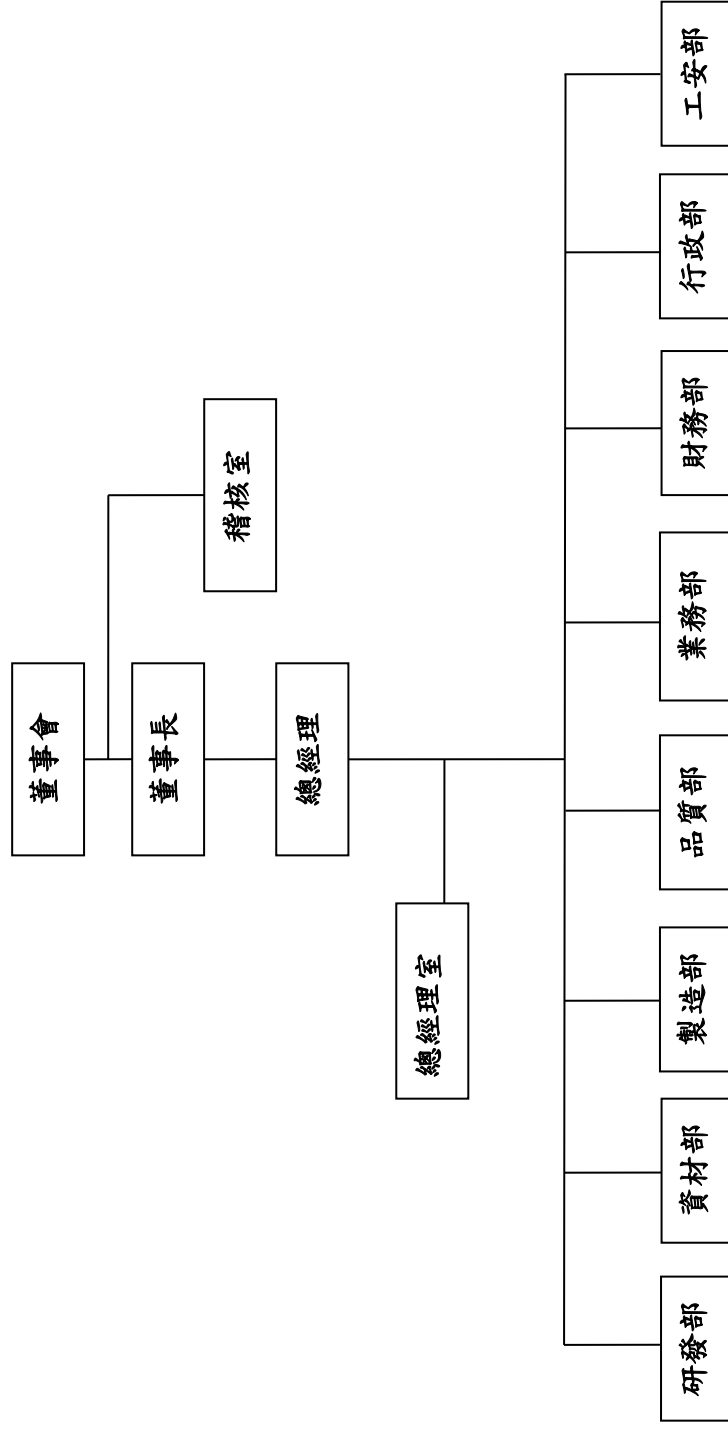 董事會
董事長
稽核室
總經理
總經理室
研發部
資材部
製造部
品質部
業務部
財務部
行政部
工安部